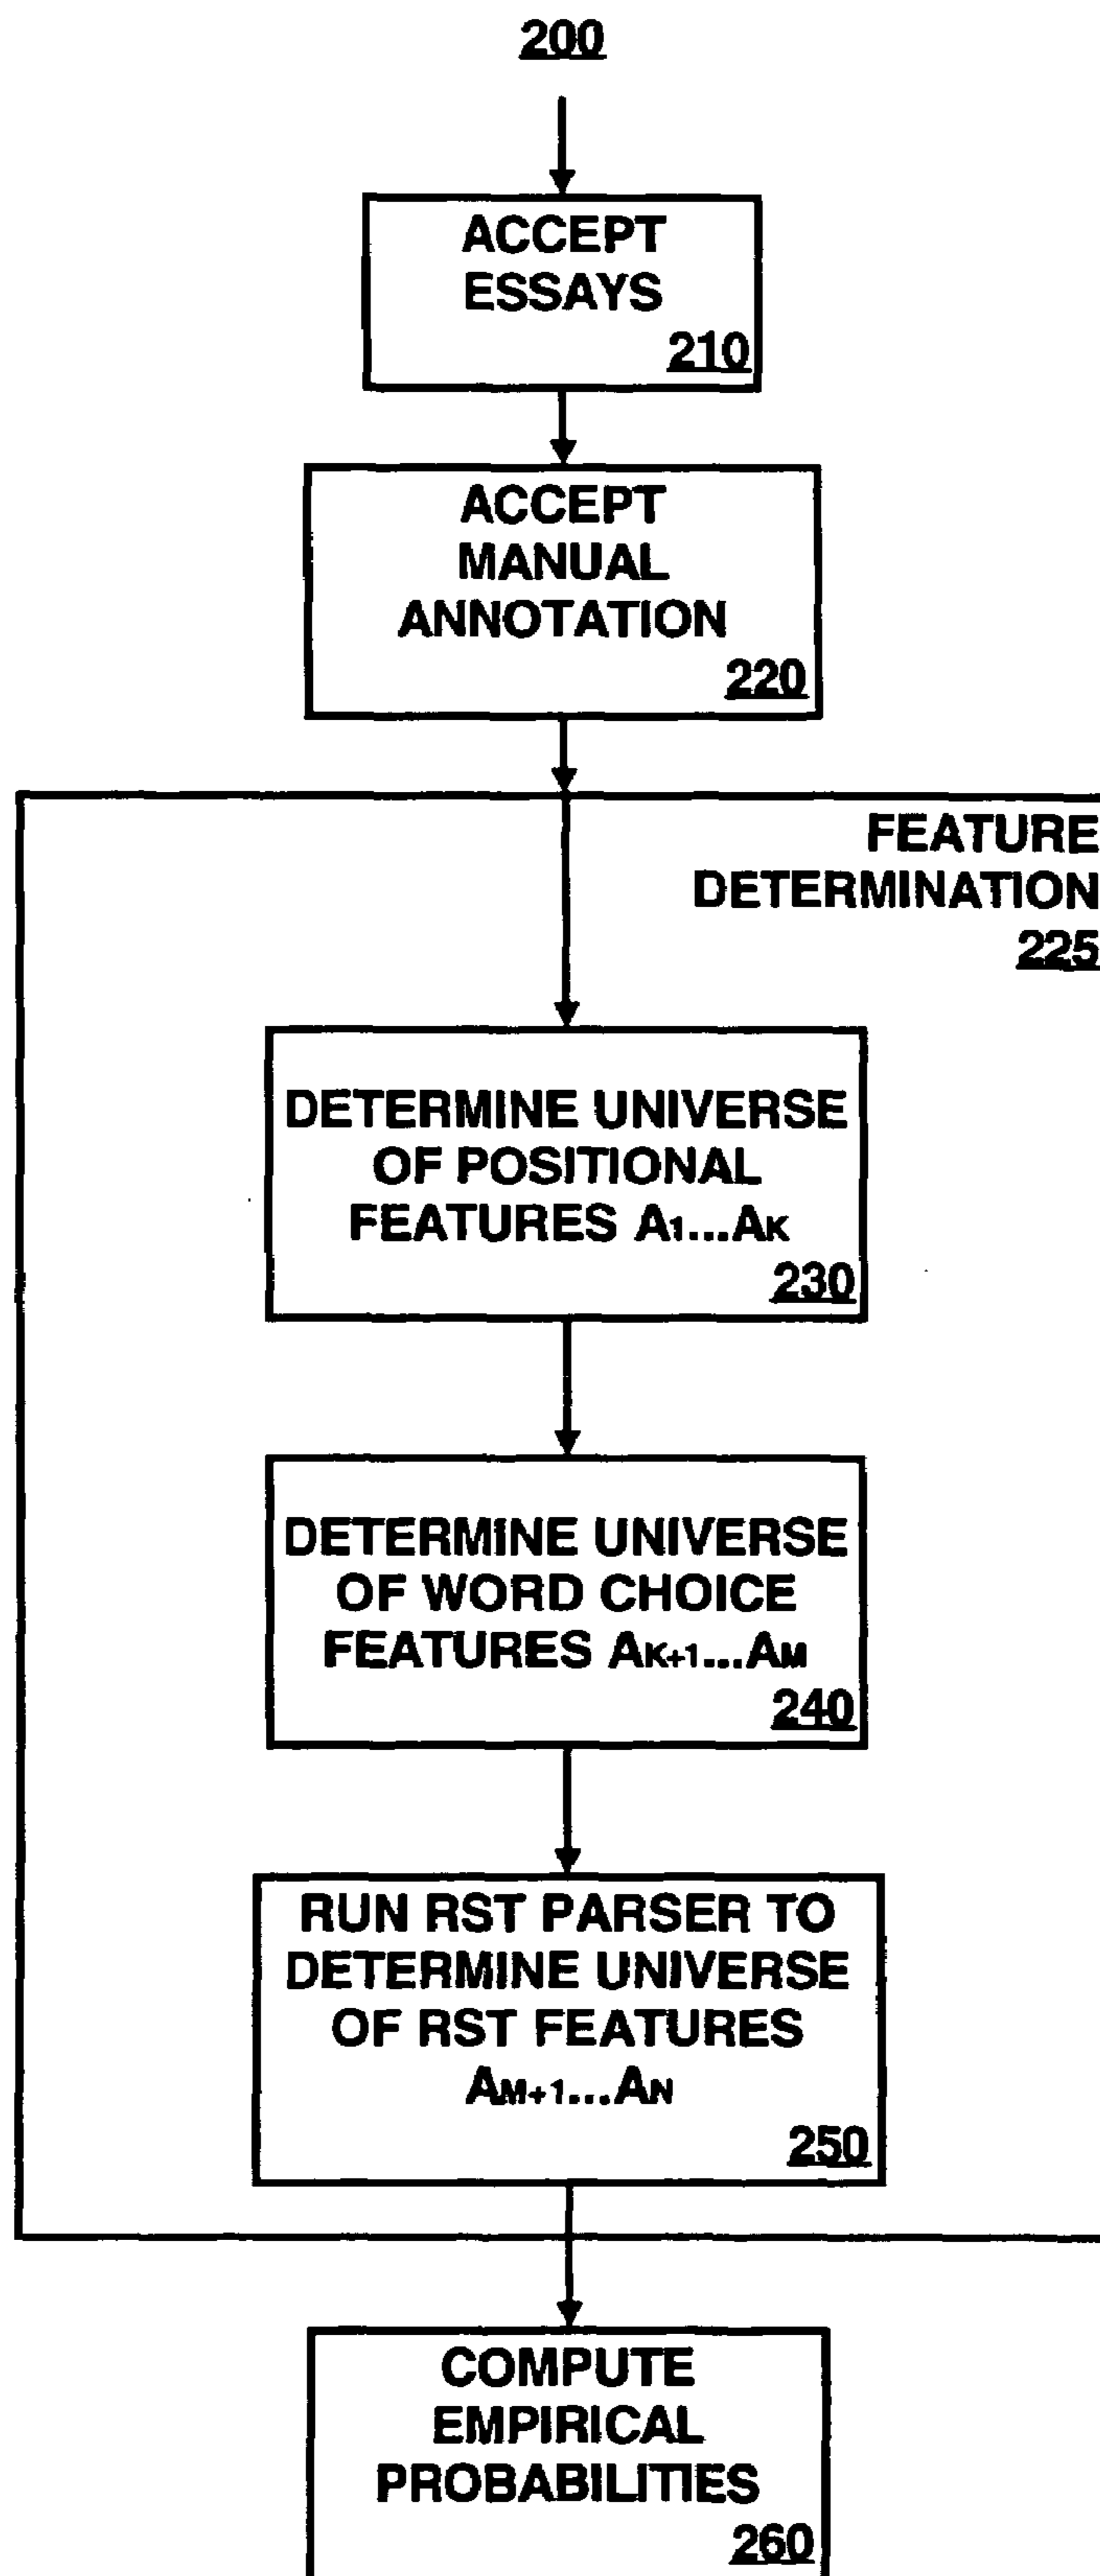 200
ACCEPT
ESSAYS
210
ACCEPT
MANUAL
ANNOTATION
220
FEATURE
DETERMINATION
225
DETERMINE UNIVERSE
OF POSITIONAL
FEATURES A1...AK
230
DETERMINE UNIVERSE
OF WORD CHOICE
FEATURES AK+1...AM
240
RUN RST PARSER TO
DETERMINE UNIVERSE
OF RST FEATURES
AM+1...AN
250
COMPUTE
EMPIRICAL
PROBABILITIES
260